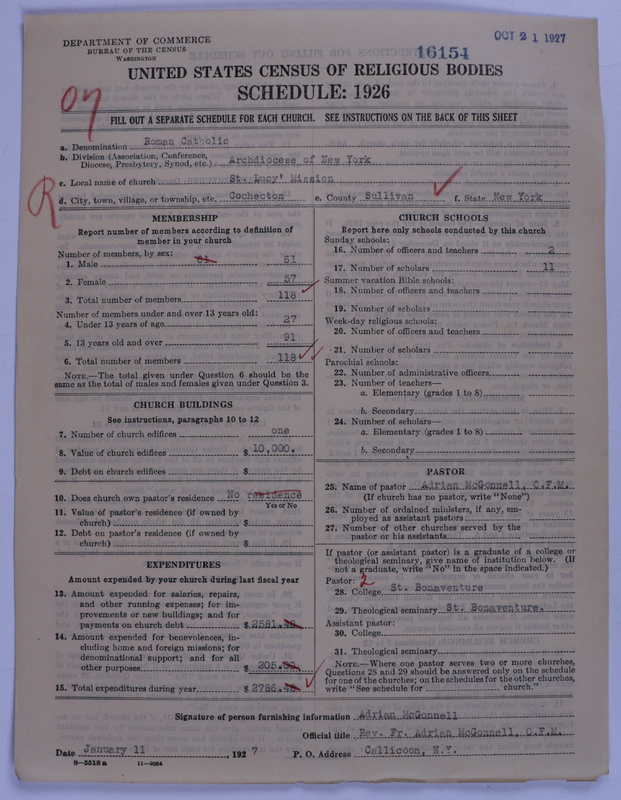 DEPARTMENT OF COMMERCE
BUREAU OF THE CENSUS
WASHINGTON
16154
OCT 21 1927
UNITED STATES CENSUS OF RELIGIOUS BODIES
SCHEDULE: 1926
FILL OUT A SEPARATE SCHEDULE FOR EACH CHURCH. SEE INSTRUCTIONS ON THE BACK OF THIS SHEET
a. Denomination Roman Catholic
b. Division (Association, Conference, Diocese, Presbytery, Synod, etc.) Archdiocese of New York
c. Local name of church St. Lucy' Mission
R
d. City, town, village, or township, etc. Cochecton e. County Sullivan f. State New York
MEMBERSHIP
Report number of members according to definition of
member in your church
Number of members, by sex:
1. Male 61 61
2. Female 57
3. Total number of members 118
Number of members under and over 13 years old:
4. Under 13 years of age 27
5. 13 years old and over 91
6. Total number of members 118
NOTE.—The total given under Question 6 should be the
same as the total of males and females given under Question 3.
CHURCH BUILDINGS
See instructions, paragraphs 10 to 12
7. Number of church edifices one
8. Value of church edifices $ 10,000.
9. Debt on church edifices $
10. Does church own pastor's residence No residence
Yes or No
11. Value of pastor's residence (if owned by
church) $
12. Debt on pastor's residence (if owned by
church) $
EXPENDITURES
Amount expended by your church during last fiscal year
13. Amount expended for salaries, repairs,
and other running expenses; for im-
provements or new buildings; and for
payments on church debt $ 2581.
14. Amount expended for benevolences, in-
cluding home and foreign missions; for
denominational support; and for all
other purposes $ 205.
15. Total expenditures during year $ 2786.
CHURCH SCHOOLS
Report here only schools conducted by this church
Sunday schools:
16. Number of officers and teachers 2
17. Number of scholars 11
Summer vacation Bible schools:
18. Number of officers and teachers
19. Number of scholars
Week-day religious schools:
20. Number of officers and teachers
21. Number of scholars
Parochial schools:
22. Number of administrative officers
23. Number of teachers—
a. Elementary (grades 1 to 8)
b. Secondary
24. Number of scholars—
a. Elementary (grades 1 to 8)
b. Secondary
PASTOR
25. Name of pastor Adrian McGonnell, O.F.M.
(If church has no pastor, write "None")
26. Number of ordained ministers, if any, em-
ployed as assistant pastors
27. Number of other churches served by the
pastor or his assistants
If pastor (or assistant pastor) is a graduate of a college or
theological seminary, give name of institution below. (If
not a graduate, write "No" in the space indicated.)
Pastor: 2
28. College St. Bonaventure
29. Theological seminary St. Bonaventure.
Assistant pastor:
30. College
31. Theological seminary
NOTE.—Where one pastor serves two or more churches,
Questions 28 and 29 should be answered only on the schedule
for one of the churches; on the schedules for the other churches,
write "See schedule for church."
Signature of person furnishing information Adrian McGonnell
Official title Rev. Fr. Adrian McGonnell, O.F.M.
Date January 11, 1927 P. O. Address Callicoon, N.Y.
8—5518 a 11—9054